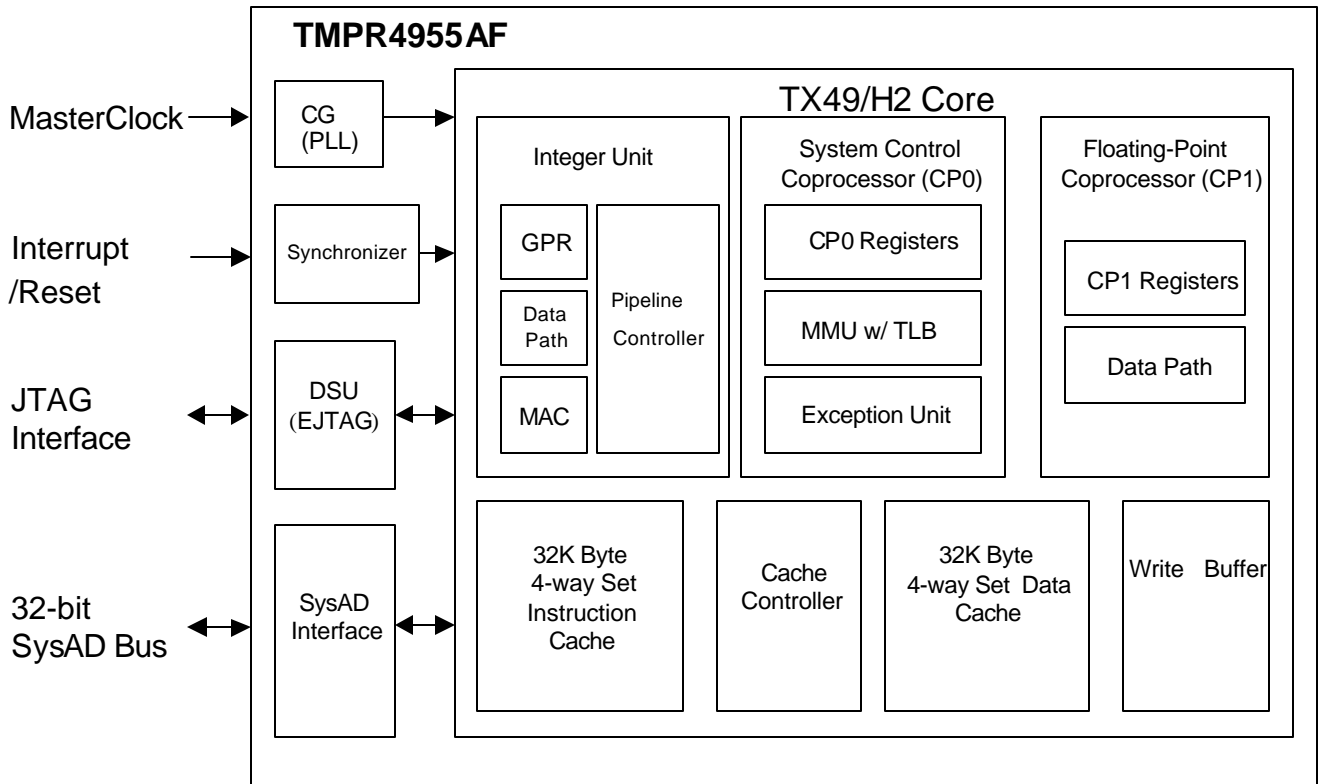 TMPR4955AF
MasterClock
CG
(PLL)
TX49/H2 Core
Integer Unit
GPR
Data
Path
MAC
Pipeline
Controller
System Control
Coprocessor (CP0)
CP0 Registers
MMU w/ TLB
Exception Unit
Floating-Point
Coprocessor (CP1)
CP1 Registers
Data Path
Interrupt
/Reset
Synchronizer
JTAG
Interface
DSU
(EJTAG)
32-bit
SysAD Bus
SysAD
Interface
32K Byte
4-way Set
Instruction
Cache
Cache
Controller
32K Byte
4-way Set Data
Cache
Write Buffer